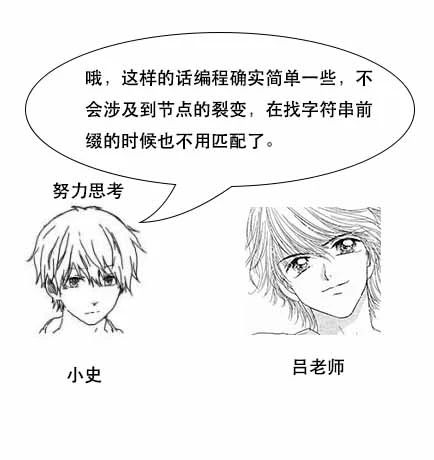 哦，这样的话编程确实简单一些，不
会涉及到节点的裂变，在找字符串前
缀的时候也不用匹配了。
努力思考
小史
吕老师